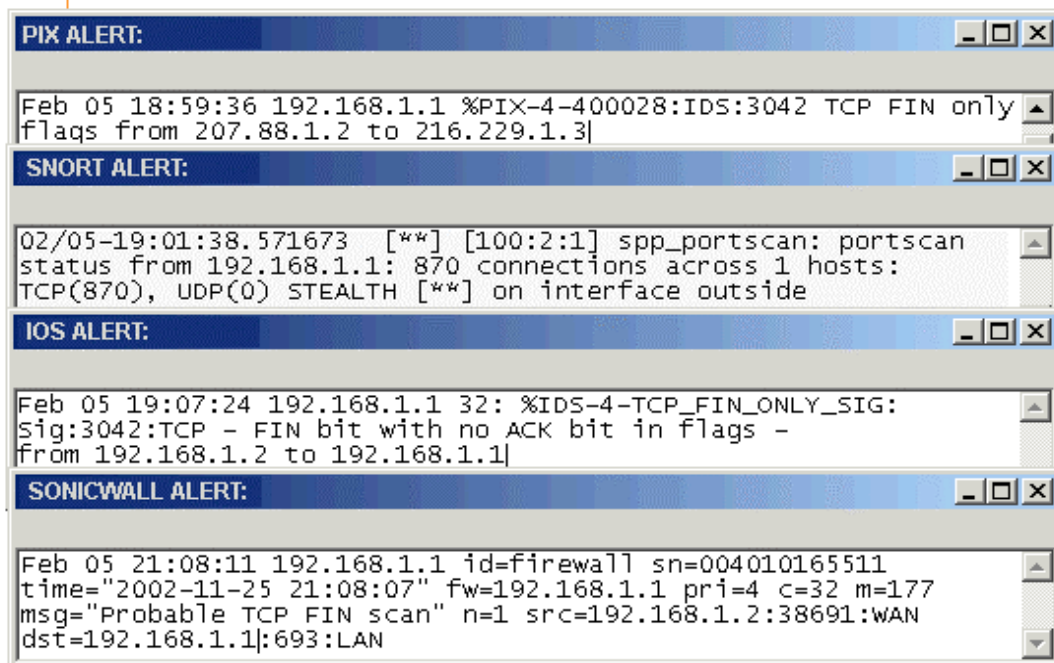 PIX ALERT:
Feb 05 18:59:36 192.168.1.1 %PIX-4-400028:IDS:3042 TCP FIN only
flags from 207.88.1.2 to 216.229.1.3
SNORT ALERT:
02/05-19:01:38.571673 [**] [100:2:1] spp_portscan: portscan
status from 192.168.1.1: 870 connections across 1 hosts:
TCP(870), UDP(0) STEALTH [**] on interface outside
IOS ALERT:
Feb 05 19:07:24 192.168.1.1 32: %IDS-4-TCP_FIN_ONLY_SIG:
Sig:3042:TCP - FIN bit with no ACK bit in flags -
from 192.168.1.2 to 192.168.1.1
SONICWALL ALERT:
Feb 05 21:08:11 192.168.1.1 id=firewall sn=004010165511
time="2002-11-25 21:08:07" fw=192.168.1.1 pri=4 c=32 m=177
msg="Probable TCP FIN scan" n=1 src=192.168.1.2:38691:WAN
dst=192.168.1.1:693:LAN